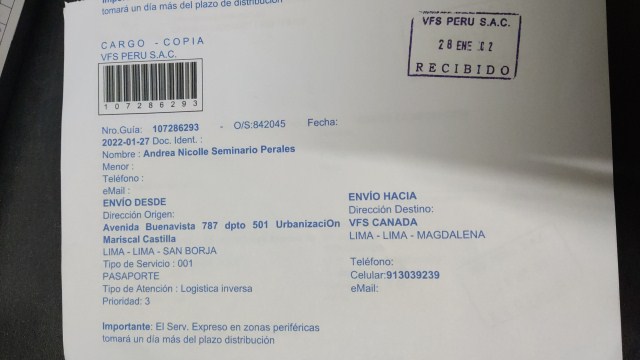 tomará un día más del plazo de distribución
CARGO - COPIA
VFS PERU S.A.C.
107286293
VFS PERU S.A.C.
28 ENE
RECIBIDO
Nro.Guía: 107286293 - O/S:842045 Fecha:
2022-01-27 Doc. Ident. :
Nombre : Andrea Nicolle Seminario Perales
Menor :
Teléfono :
eMail :
ENVÍO DESDE
Dirección Origen:
Avenida Buenavista 787 dpto 501 UrbanizaciOn
Mariscal Castilla
LIMA - LIMA - SAN BORJA
Tipo de Servicio : 001
PASAPORTE
Tipo de Atención : Logistica inversa
Prioridad: 3
ENVÍO HACIA
Dirección Destino:
VFS CANADA
LIMA - LIMA - MAGDALENA
Teléfono:
Celular:913039239
eMail:
Importante: El Serv. Expreso en zonas periféricas
tomará un día más del plazo distribución